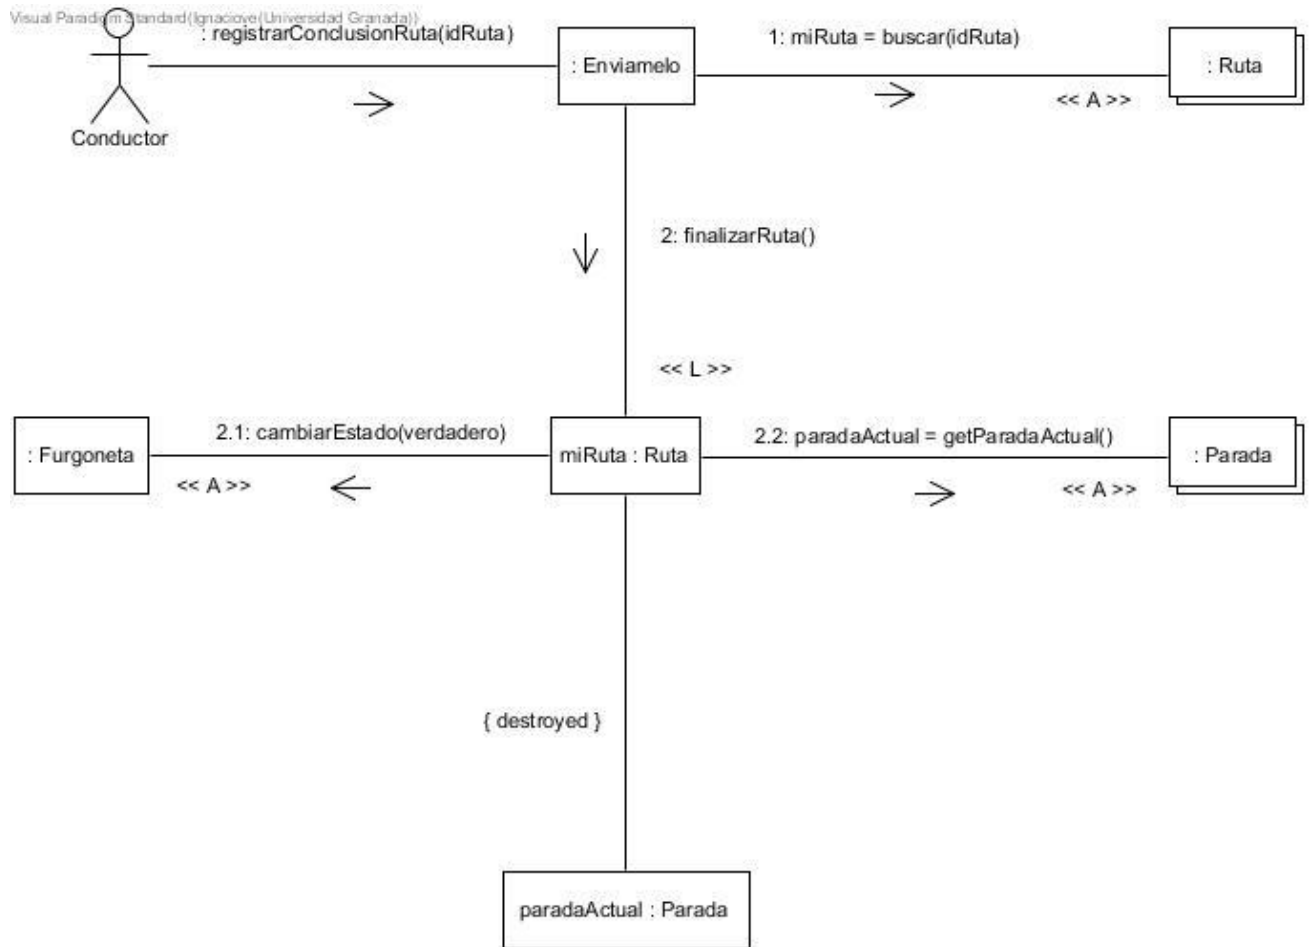 Visual Paradigm Standard(Ignaciove(Universidad Granada))
: registrarConclusionRuta(idRuta)
1: miRuta = buscar(idRuta)
: Enviamelo
: Ruta
<< A >>
Conductor
2: finalizarRuta()
<< L >>
2.1: cambiarEstado(verdadero)
2.2: paradaActual = getParadaActual()
: Furgoneta
miRuta : Ruta
: Parada
<< A >>
<< A >>
{ destroyed }
paradaActual : Parada